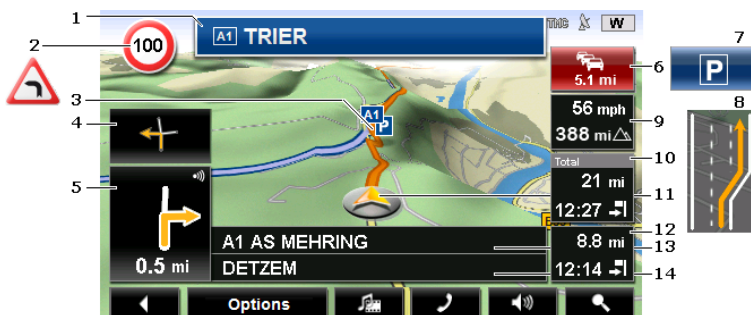 1
A1 TRIER
TMC W
7
2
100
3
6
5.1 mi
P
8
4
A1
P
56 mph
388 mi
9
Total
10
5
21 mi
11
12:27
12
0.5 mi
A1 AS MEHRING
8.8 mi
13
DETZEM
12:14
14
Options